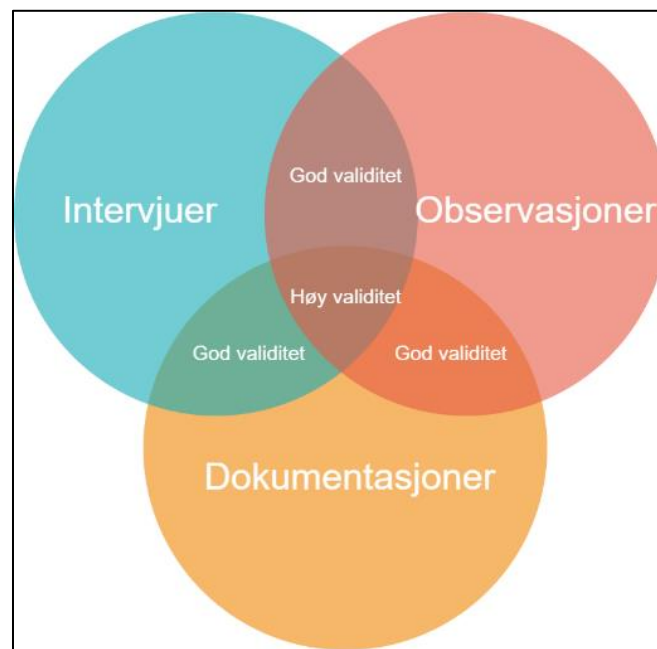 God validitet
Intervjuer
Observasjoner
Høy validitet
God validitet
God validitet
Dokumentasjoner